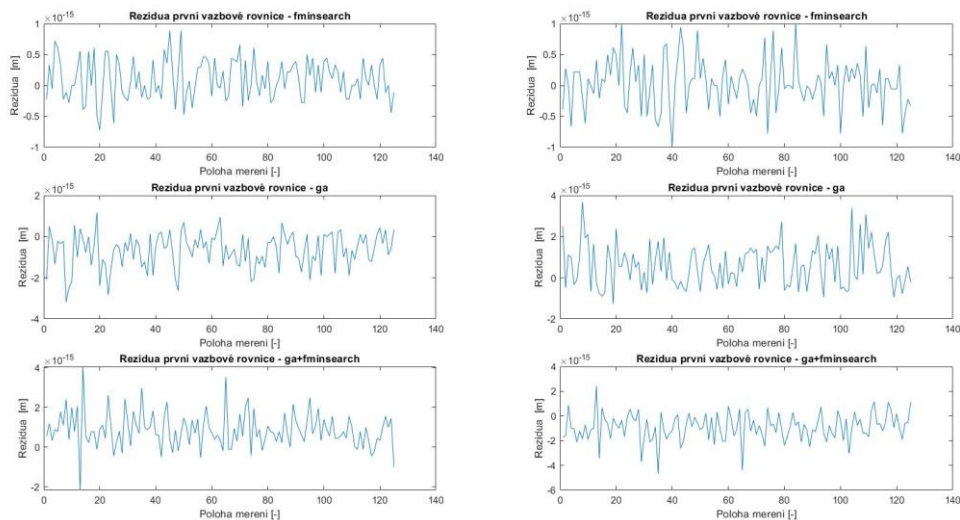 Rezidua první vazbové rovnice - fminsearch
×10⁻¹⁵
1
0.5
0
-0.5
-1
Rezidua [m]
0 20 40 60 80 100 120 140
Poloha mereni [-]
Rezidua první vazbové rovnice - fminsearch
×10⁻¹⁵
1
0.5
0
-0.5
-1
Rezidua [m]
0 20 40 60 80 100 120 140
Poloha mereni [-]
Rezidua první vazbové rovnice - ga
×10⁻¹⁵
2
0
-2
-4
Rezidua [m]
0 20 40 60 80 100 120 140
Poloha mereni [-]
Rezidua první vazbové rovnice - ga
×10⁻¹⁵
4
2
0
-2
Rezidua [m]
0 20 40 60 80 100 120 140
Poloha mereni [-]
Rezidua první vazbové rovnice - ga+fminsearch
×10⁻¹⁵
4
2
0
-2
Rezidua [m]
0 20 40 60 80 100 120 140
Poloha mereni [-]
Rezidua první vazbové rovnice - ga+fminsearch
×10⁻¹⁵
4
2
0
-2
-4
-6
Rezidua [m]
0 20 40 60 80 100 120 140
Poloha mereni [-]